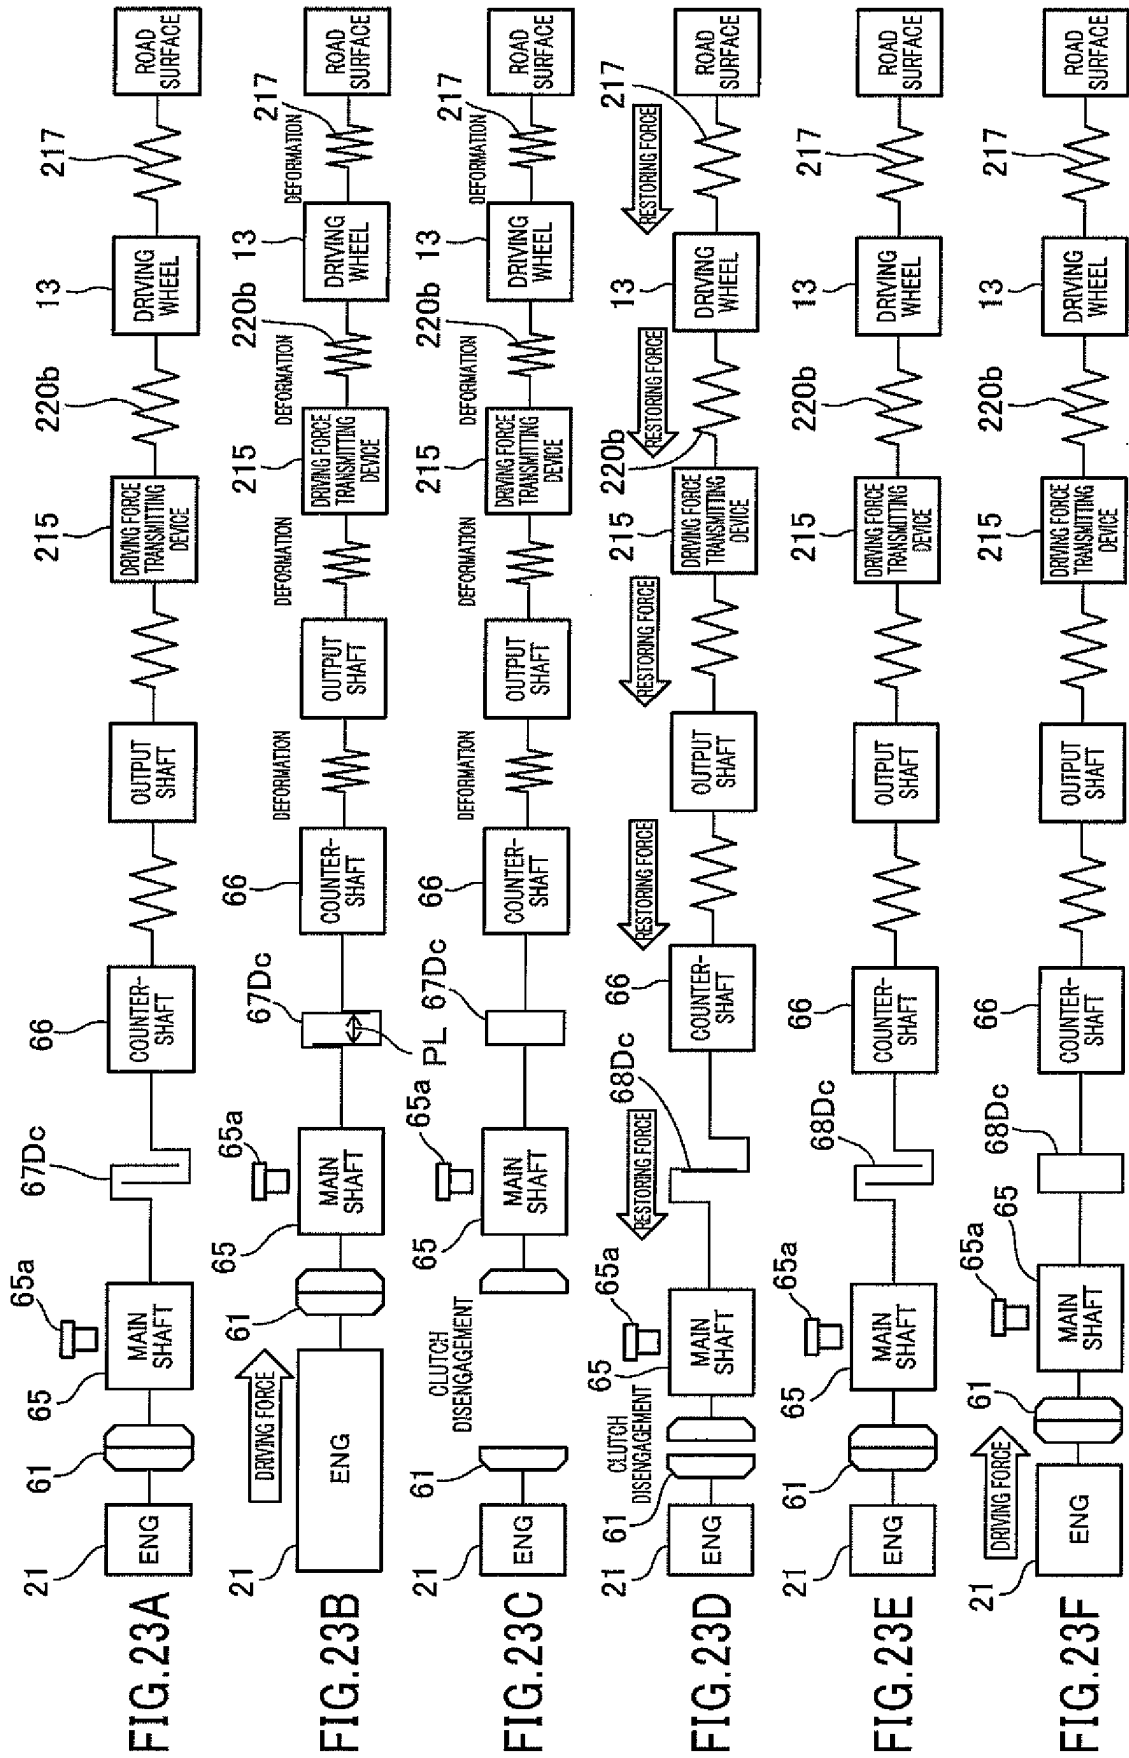 FIG.23A
21
ENG
61
65
MAIN
SHAFT
65a
67Dc
66
COUNTER-
SHAFT
OUTPUT
SHAFT
215
DRIVING FORCE
TRANSMITTING
DEVICE
220b
13
DRIVING
WHEEL
217
ROAD
SURFACE
FIG.23B
21
ENG
DRIVING FORCE
61
65
MAIN
SHAFT
65a
67Dc
PL
66
COUNTER-
SHAFT
DEFORMATION
OUTPUT
SHAFT
DEFORMATION
215
DRIVING FORCE
TRANSMITTING
DEVICE
DEFORMATION
220b
13
DRIVING
WHEEL
DEFORMATION
217
ROAD
SURFACE
FIG.23C
21
ENG
61
CLUTCH
DISENGAGEMENT
65
MAIN
SHAFT
65a
67Dc
66
COUNTER-
SHAFT
DEFORMATION
OUTPUT
SHAFT
DEFORMATION
215
DRIVING FORCE
TRANSMITTING
DEVICE
DEFORMATION
220b
13
DRIVING
WHEEL
DEFORMATION
217
ROAD
SURFACE
FIG.23D
21
ENG
61
CLUTCH
DISENGAGEMENT
65
MAIN
SHAFT
65a
RESTORING FORCE
68Dc
66
COUNTER-
SHAFT
RESTORING FORCE
OUTPUT
SHAFT
RESTORING FORCE
215
DRIVING FORCE
TRANSMITTING
DEVICE
220b
RESTORING FORCE
13
DRIVING
WHEEL
RESTORING FORCE
217
ROAD
SURFACE
FIG.23E
21
ENG
61
65
MAIN
SHAFT
65a
68Dc
66
COUNTER-
SHAFT
OUTPUT
SHAFT
215
DRIVING FORCE
TRANSMITTING
DEVICE
220b
13
DRIVING
WHEEL
217
ROAD
SURFACE
FIG.23F
21
ENG
DRIVING FORCE
61
65
MAIN
SHAFT
65a
68Dc
66
COUNTER-
SHAFT
OUTPUT
SHAFT
215
DRIVING FORCE
TRANSMITTING
DEVICE
220b
13
DRIVING
WHEEL
217
ROAD
SURFACE